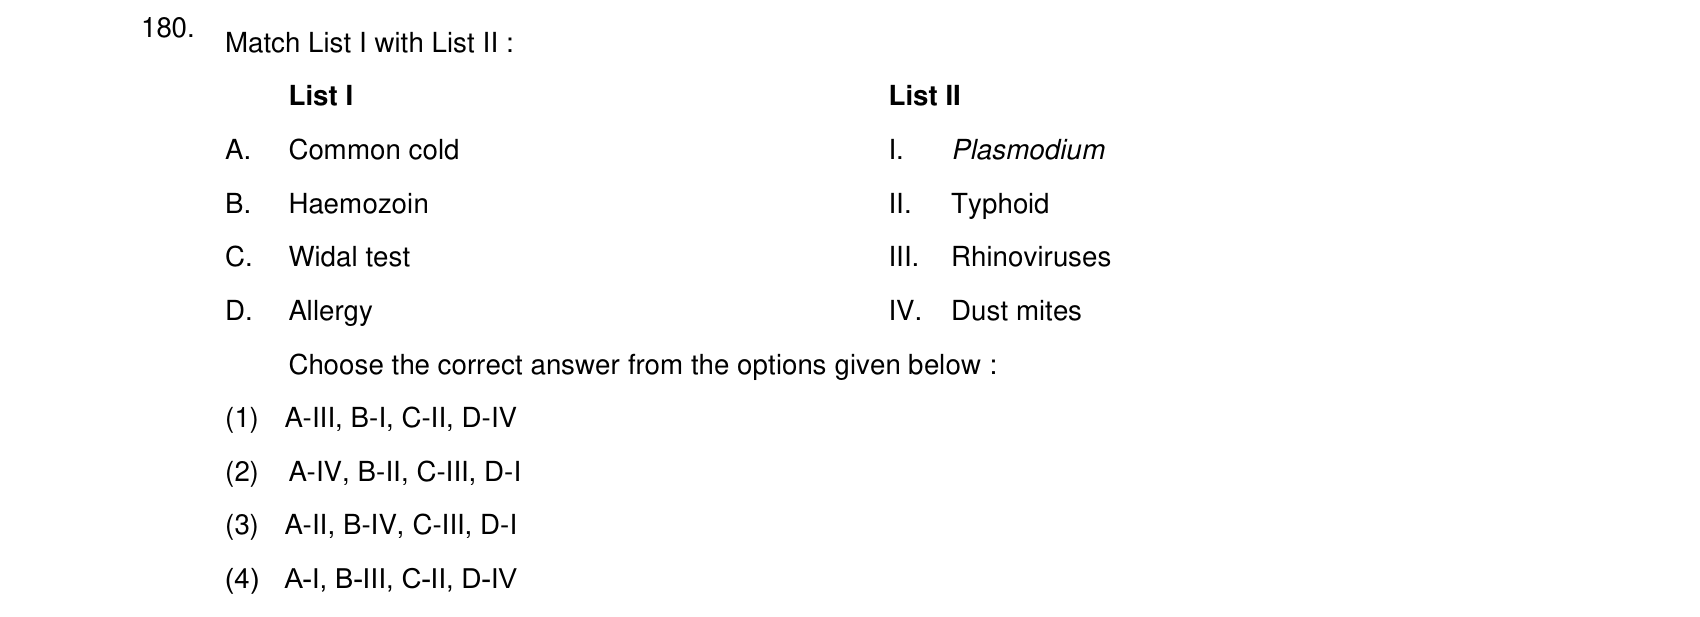 180.
Match List I with List II :
List I List II
A. Common cold I. Plasmodium
B. Haemozoin II. Typhoid
C. Widal test III. Rhinoviruses
D. Allergy IV. Dust mites
Choose the correct answer from the options given below :
(1) A-III, B-I, C-II, D-IV
(2) A-IV, B-II, C-III, D-I
(3) A-II, B-IV, C-III, D-I
(4) A-I, B-III, C-II, D-IV